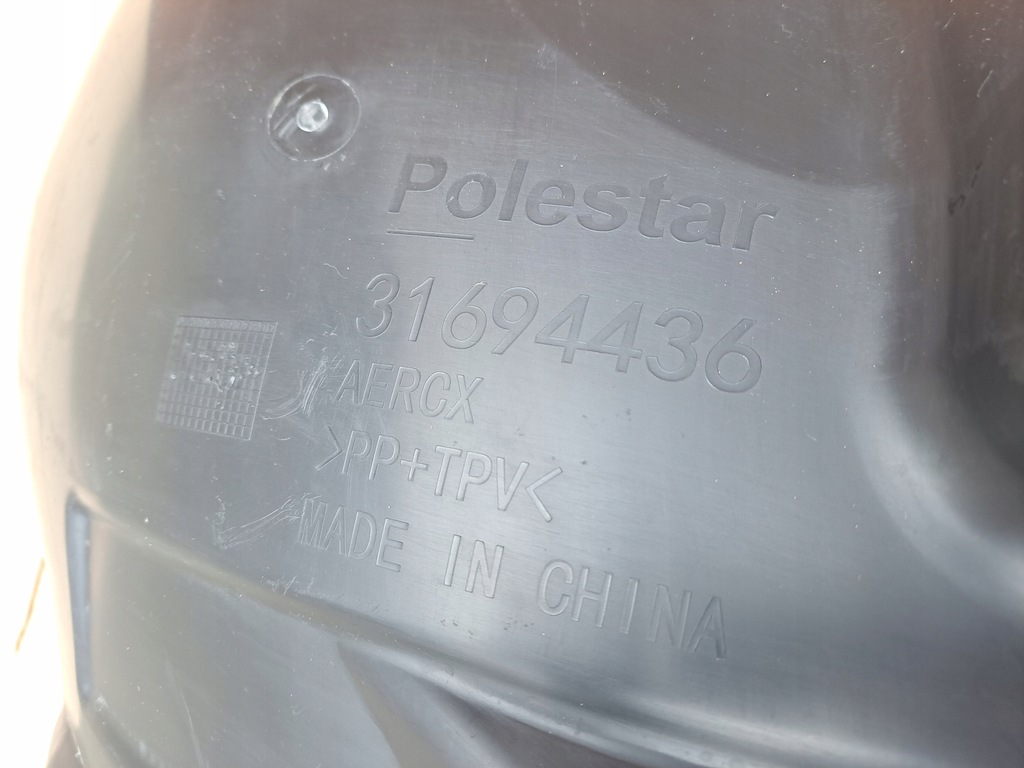 Polestar
31694436
AERCX
>PP+TPV<
MADE IN CHINA